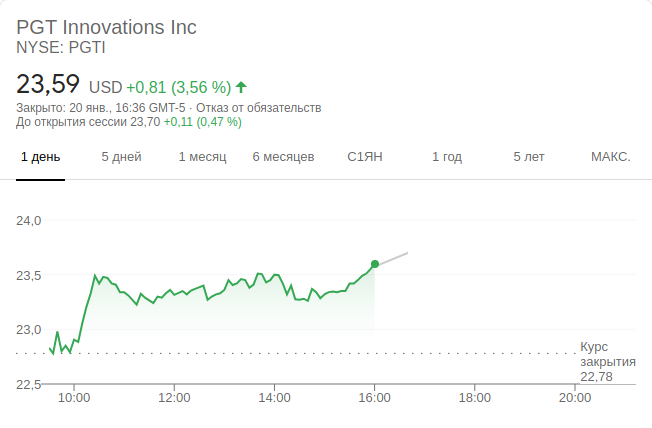 PGT Innovations Inc
NYSE: PGTI
23,59 USD +0,81 (3,56 %)
Закрыто: 20 янв., 16:36 GMT-5 · Отказ от обязательств
До открытия сессии 23,70 +0,11 (0,47 %)
1 день 5 дней 1 месяц 6 месяцев С1ЯН 1 год 5 лет МАКС.
24,0
23,5
23,0
Курс
закрытия
22,78
22,5
10:00 12:00 14:00 16:00 18:00 20:00